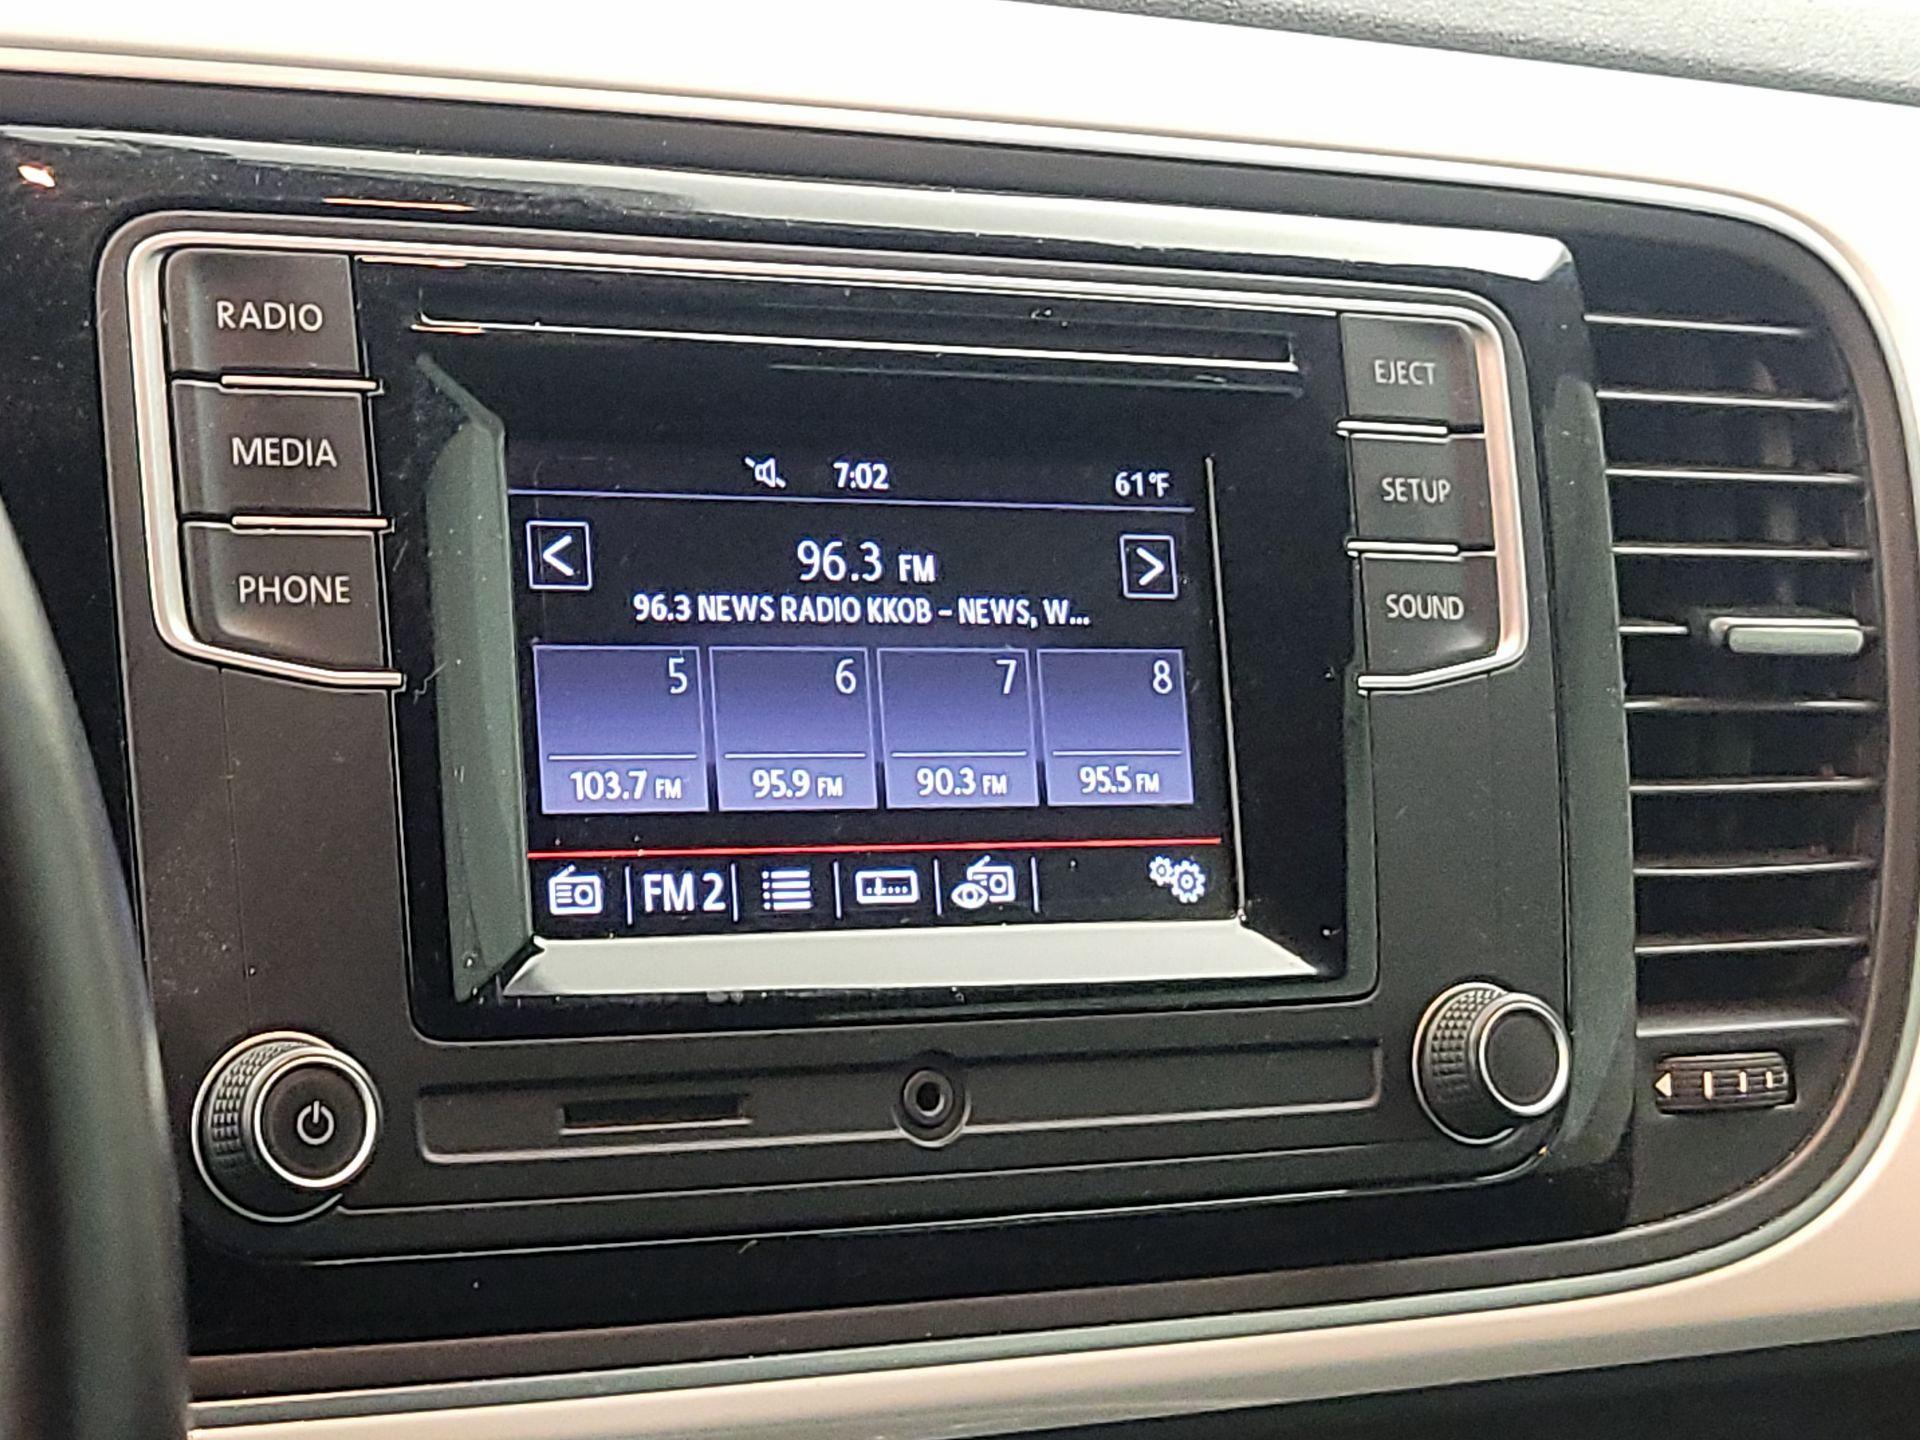 RADIO
MEDIA
PHONE
EJECT
SETUP
SOUND
7:02 61°F
< 96.3 FM >
96.3 NEWS RADIO KKOB – NEWS, W...
5 6 7 8
103.7 FM 95.9 FM 90.3 FM 95.5 FM
FM 2